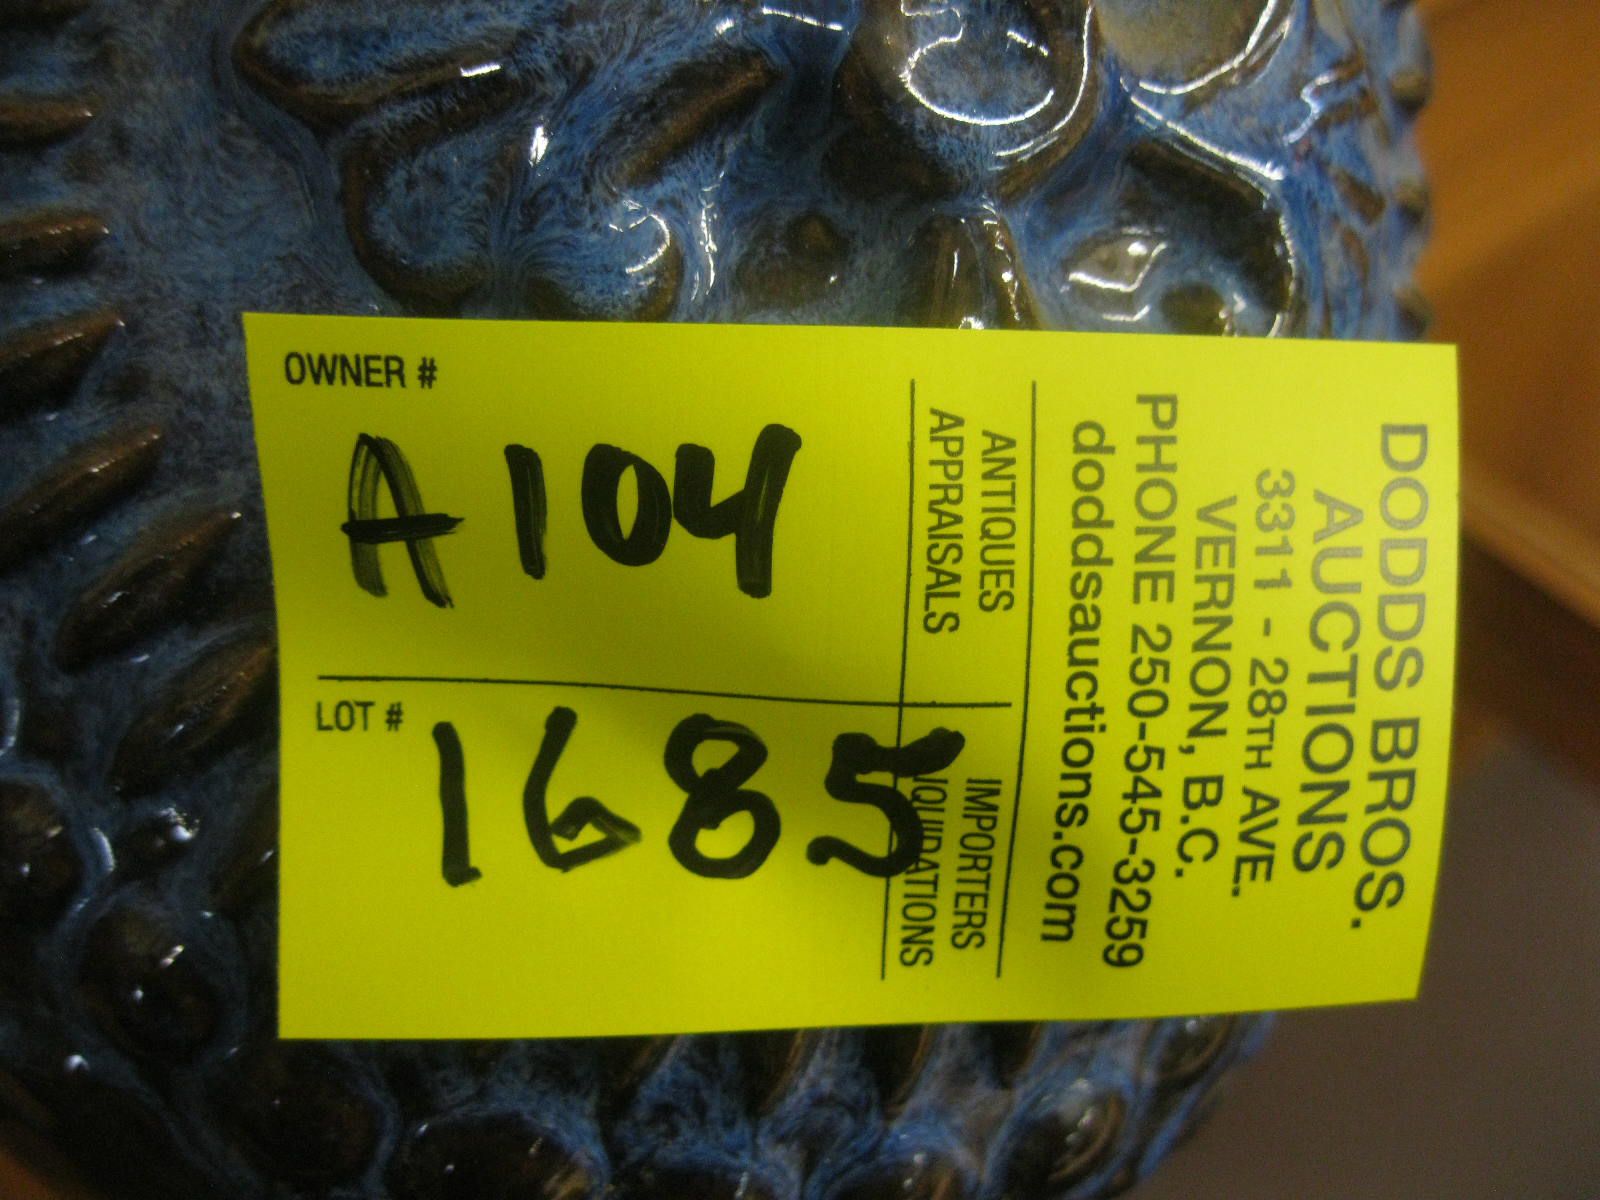 DODDS BROS.
AUCTIONS
3311 - 28TH AVE.
VERNON, B.C.
PHONE 250-545-3259
doddsauctions.com
ANTIQUES
APPRAISALS
IMPORTERS
LIQUIDATIONS
OWNER #
A 104
LOT #
1685